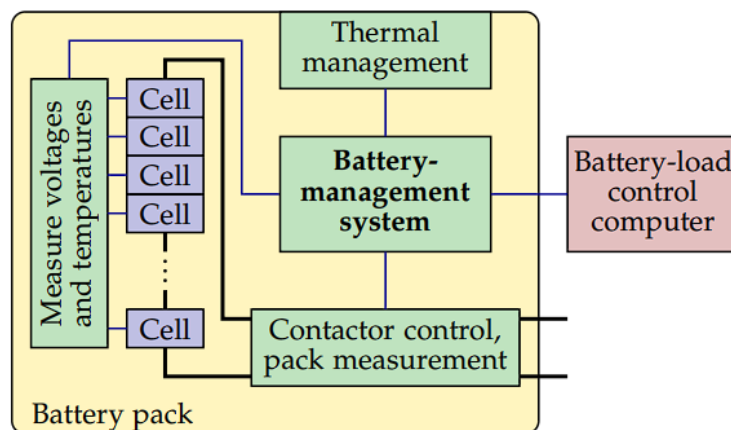 Thermal
management
Measure voltages
and temperatures
Cell
Cell
Cell
Cell
Cell
Battery-
management
system
Battery-load
control
computer
Contactor control,
pack measurement
Battery pack